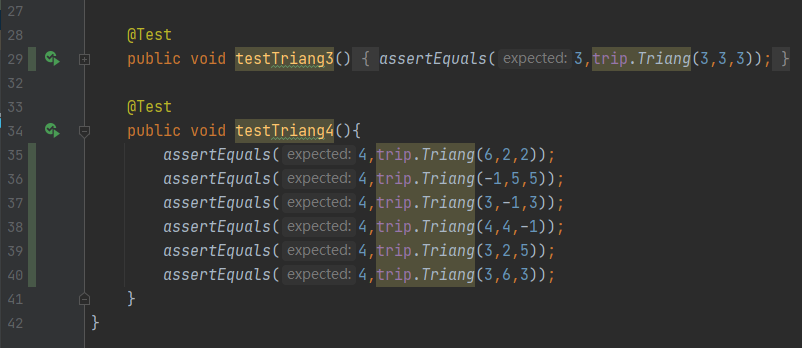 27
28 @Test
29 public void testTriang3() { assertEquals( expected: 3,trip.Triang(3,3,3)); }
32
33 @Test
34 public void testTriang4(){
35 assertEquals( expected: 4,trip.Triang(6,2,2));
36 assertEquals( expected: 4,trip.Triang(-1,5,5));
37 assertEquals( expected: 4,trip.Triang(3,-1,3));
38 assertEquals( expected: 4,trip.Triang(4,4,-1));
39 assertEquals( expected: 4,trip.Triang(3,2,5));
40 assertEquals( expected: 4,trip.Triang(3,6,3));
41 }
42 }